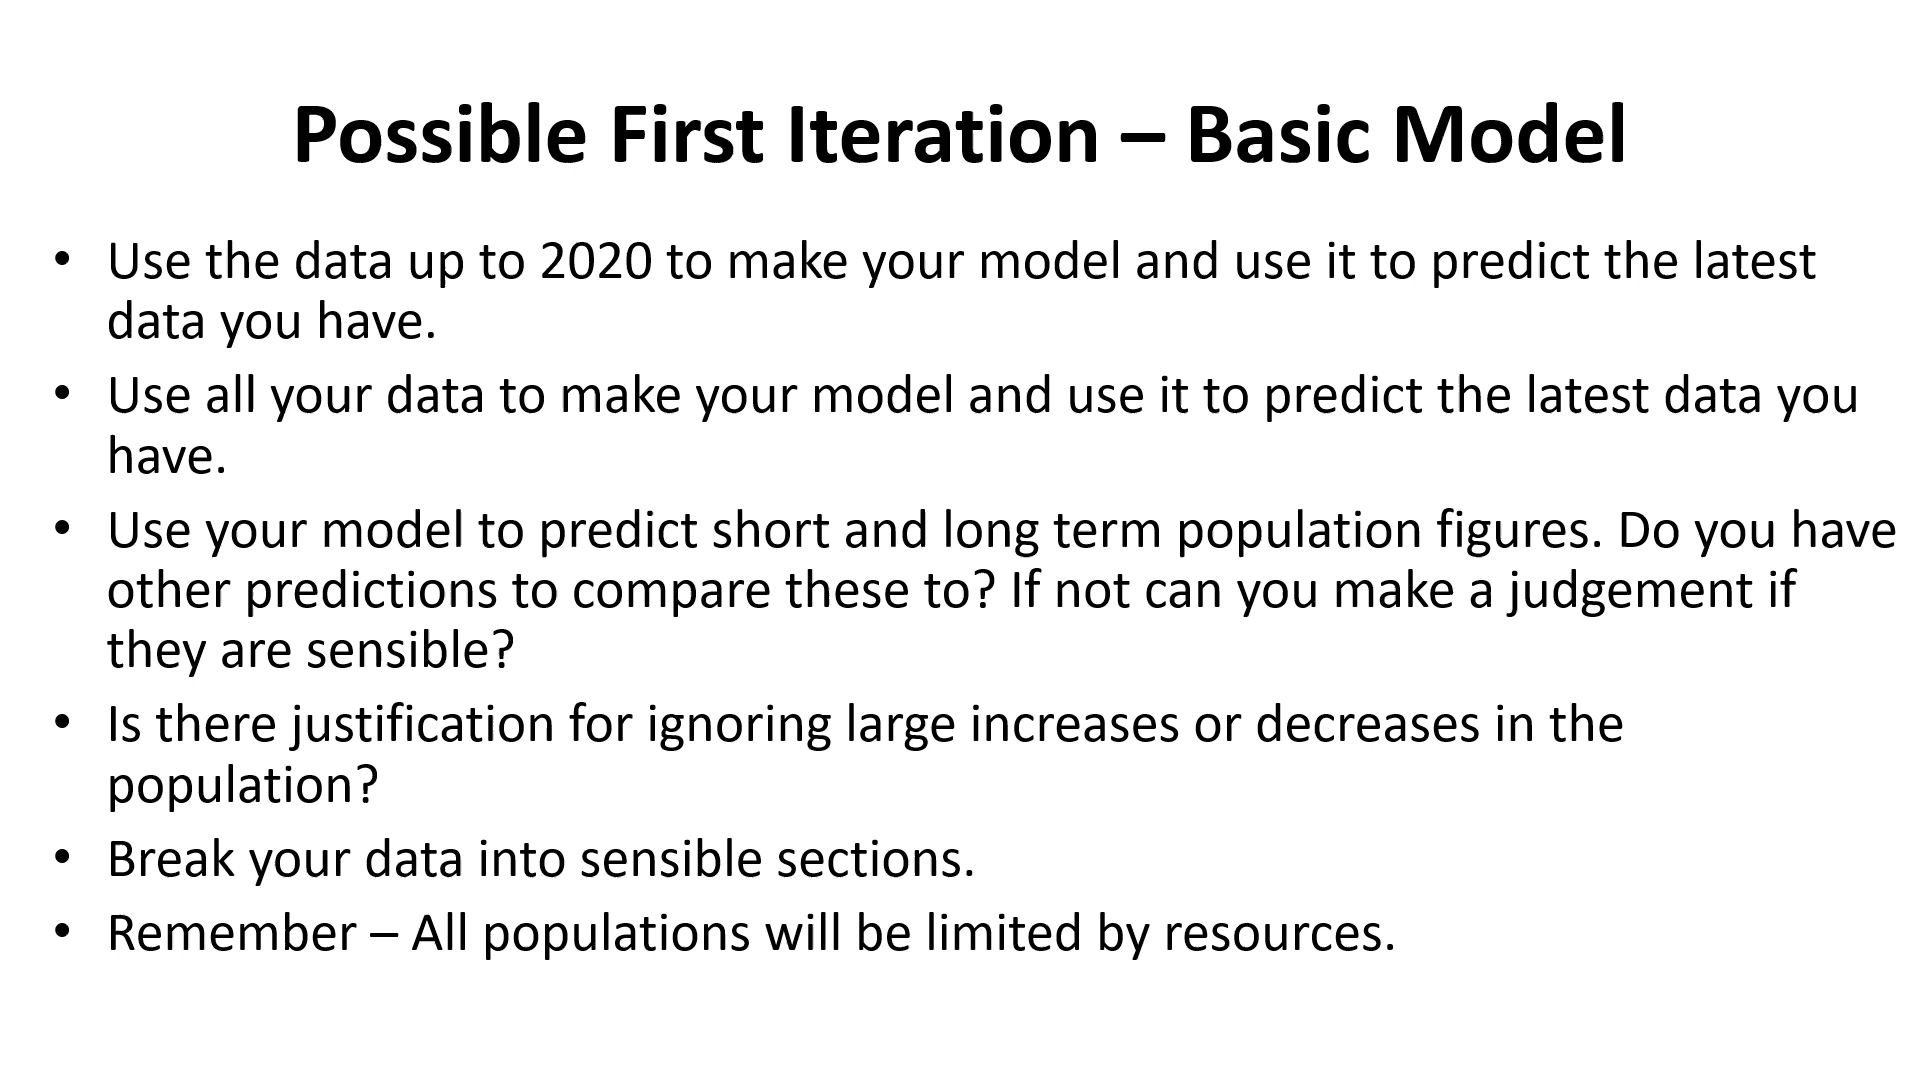 Possible First Iteration – Basic Model
• Use the data up to 2020 to make your model and use it to predict the latest
data you have.
• Use all your data to make your model and use it to predict the latest data you
have.
• Use your model to predict short and long term population figures. Do you have
other predictions to compare these to? If not can you make a judgement if
they are sensible?
• Is there justification for ignoring large increases or decreases in the
population?
• Break your data into sensible sections.
• Remember – All populations will be limited by resources.